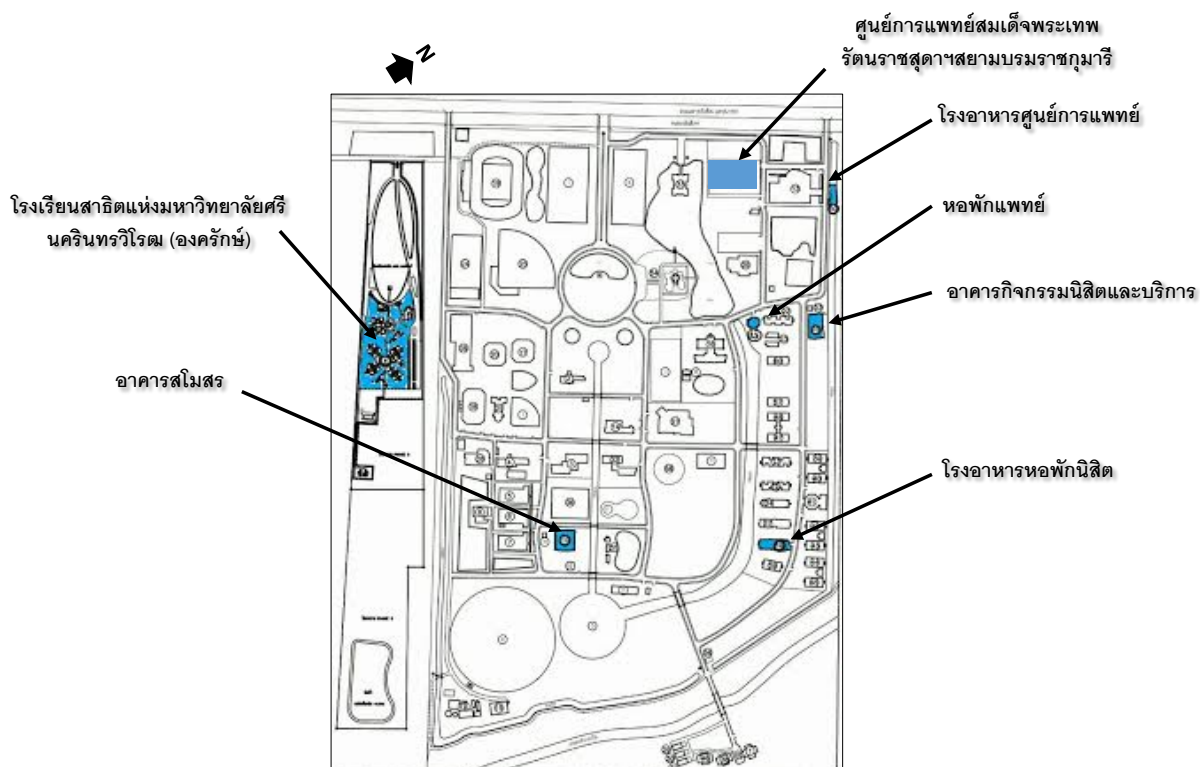 ศูนย์การแพทย์สมเด็จพระเทพ
รัตนราชสุดาฯสยามบรมราชกุมารี
N
โรงอาหารศูนย์การแพทย์
โรงเรียนสาธิตแห่งมหาวิทยาลัยศรี
นครินทรวิโรฒ (องครักษ์)
หอพักแพทย์
อาคารกิจกรรมนิสิตและบริการ
อาคารสโมสร
โรงอาหารหอพักนิสิต